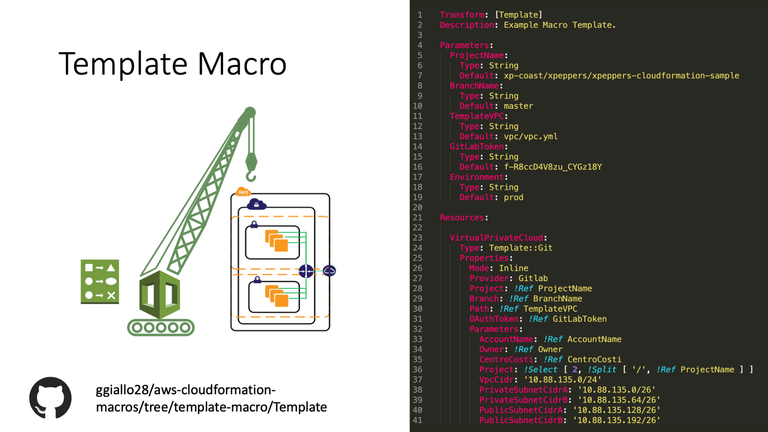 Template Macro
aws
ggiallo28/aws-cloudformation-
macros/tree/template-macro/Template
1 Transform: [Template]
2 Description: Example Macro Template.
3
4 Parameters:
5 ProjectName:
6 Type: String
7 Default: xp-coast/xpeppers/xpeppers-cloudformation-sample
8 BranchName:
9 Type: String
10 Default: master
11 TemplateVPC:
12 Type: String
13 Default: vpc/vpc.yml
14 GitLabToken:
15 Type: String
16 Default: f-R8ccD4V8zu_CYGz18Y
17 Environment:
18 Type: String
19 Default: prod
20
21 Resources:
22
23 VirtualPrivateCloud:
24 Type: Template::Git
25 Properties:
26 Mode: Inline
27 Provider: Gitlab
28 Project: !Ref ProjectName
29 Branch: !Ref BranchName
30 Path: !Ref TemplateVPC
31 OAuthToken: !Ref GitLabToken
32 Parameters:
33 AccountName: !Ref AccountName
34 Owner: !Ref Owner
35 CentroCosti: !Ref CentroCosti
36 Project: !Select [ 2, !Split [ '/', !Ref ProjectName ] ]
37 VpcCidr: '10.88.135.0/24'
38 PrivateSubnetCidrA: '10.88.135.0/26'
39 PrivateSubnetCidrB: '10.88.135.64/26'
40 PublicSubnetCidrA: '10.88.135.128/26'
41 PublicSubnetCidrB: '10.88.135.192/26'